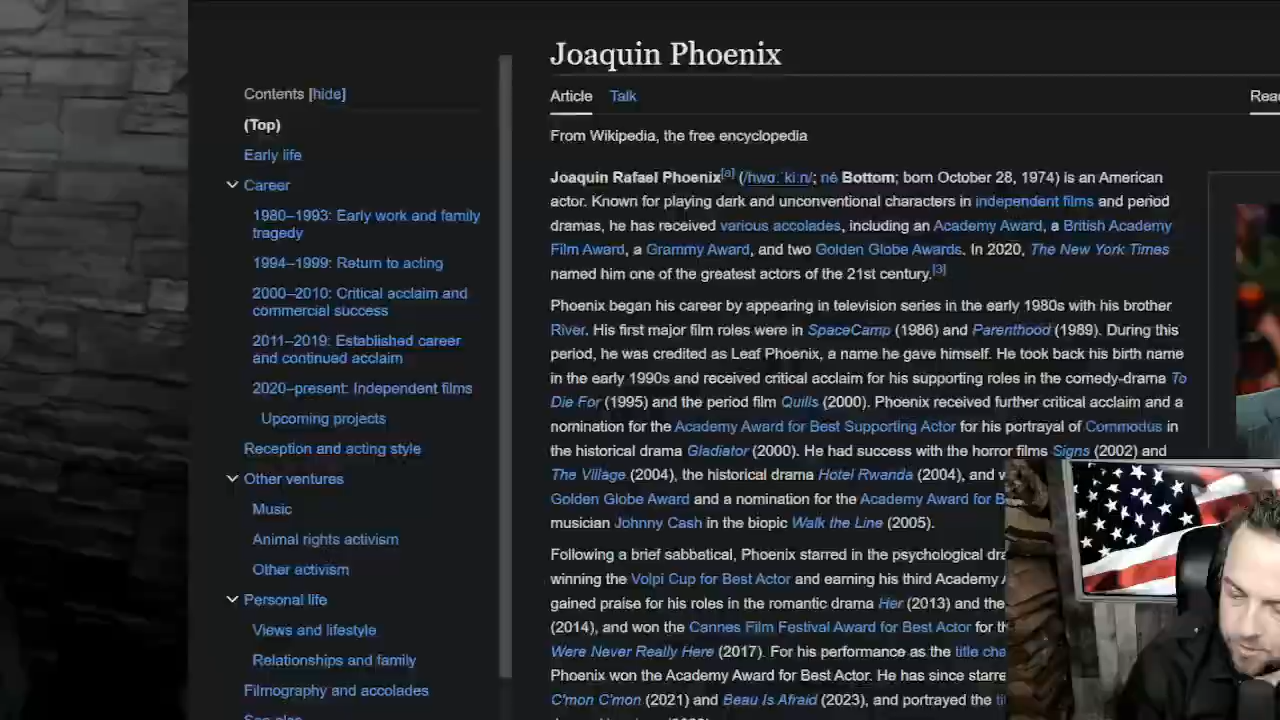 Joaquin Phoenix
Contents [hide]
(Top)
Early life
Career
1980–1993: Early work and family
tragedy
1994–1999: Return to acting
2000–2010: Critical acclaim and
commercial success
2011–2019: Established career
and continued acclaim
2020–present: Independent films
Upcoming projects
Reception and acting style
Other ventures
Music
Animal rights activism
Other activism
Personal life
Views and lifestyle
Relationships and family
Filmography and accolades
Article Talk
From Wikipedia, the free encyclopedia
Joaquin Rafael Phoenix[a] (/hwɑːˈkiːn/; né Bottom; born October 28, 1974) is an American
actor. Known for playing dark and unconventional characters in independent films and period
dramas, he has received various accolades, including an Academy Award, a British Academy
Film Award, a Grammy Award, and two Golden Globe Awards. In 2020, The New York Times
named him one of the greatest actors of the 21st century.[3]
Phoenix began his career by appearing in television series in the early 1980s with his brother
River. His first major film roles were in SpaceCamp (1986) and Parenthood (1989). During this
period, he was credited as Leaf Phoenix, a name he gave himself. He took back his birth name
in the early 1990s and received critical acclaim for his supporting roles in the comedy-drama To
Die For (1995) and the period film Quills (2000). Phoenix received further critical acclaim and a
nomination for the Academy Award for Best Supporting Actor for his portrayal of Commodus in
the historical drama Gladiator (2000). He had success with the horror films Signs (2002) and
The Village (2004), the historical drama Hotel Rwanda (2004), and
Golden Globe Award and a nomination for the Academy Award for B
musician Johnny Cash in the biopic Walk the Line (2005).
Following a brief sabbatical, Phoenix starred in the psychological dra
winning the Volpi Cup for Best Actor and earning his third Academy
gained praise for his roles in the romantic drama Her (2013) and the
(2014), and won the Cannes Film Festival Award for Best Actor for th
Were Never Really Here (2017). For his performance as the title cha
Phoenix won the Academy Award for Best Actor. He has since starre
C'mon C'mon (2021) and Beau Is Afraid (2023), and portrayed the ti